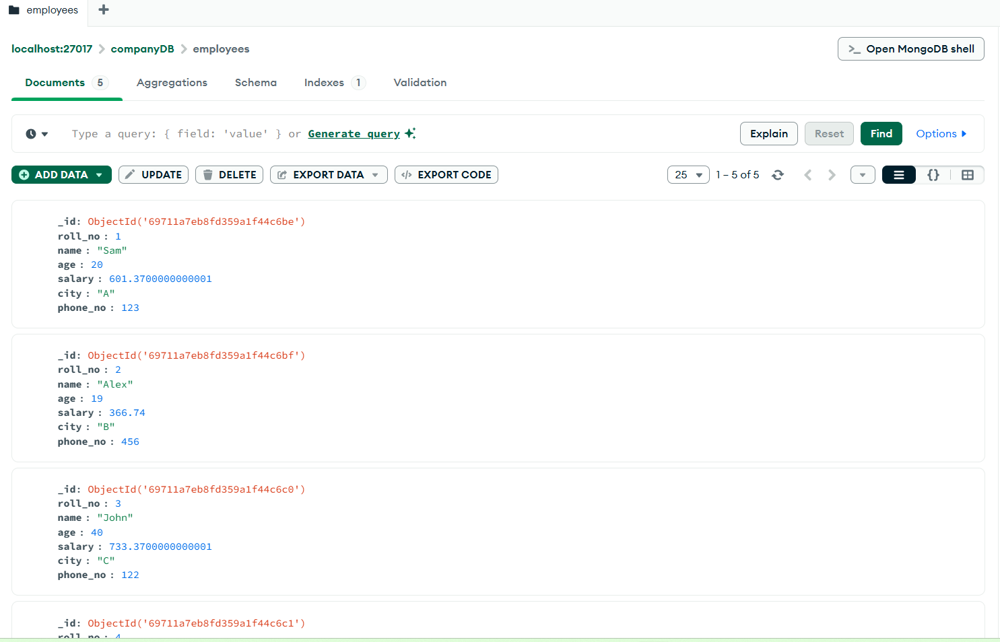 employees
localhost:27017 companyDB employees
Open MongoDB shell
Documents 5 Aggregations Schema Indexes 1 Validation
Type a query: { field: 'value' } or Generate query
Explain Reset Find Options
ADD DATA UPDATE DELETE EXPORT DATA EXPORT CODE
25 1 – 5 of 5 {}
_id: ObjectId('69711a7eb8fd359a1f44c6be')
roll_no : 1
name : "Sam"
age : 20
salary : 601.3700000000001
city : "A"
phone_no : 123
_id: ObjectId('69711a7eb8fd359a1f44c6bf')
roll_no : 2
name : "Alex"
age : 19
salary : 366.74
city : "B"
phone_no : 456
_id: ObjectId('69711a7eb8fd359a1f44c6c0')
roll_no : 3
name : "John"
age : 40
salary : 733.3700000000001
city : "C"
phone_no : 122
_id: ObjectId('69711a7eb8fd359a1f44c6c1')
roll_no : 4